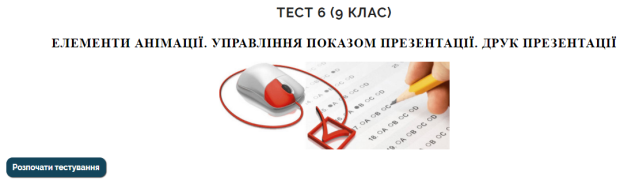 ТЕСТ 6 (9 КЛАС)
ЕЛЕМЕНТИ АНІМАЦІЇ. УПРАВЛІННЯ ПОКАЗОМ ПРЕЗЕНТАЦІЇ. ДРУК ПРЕЗЕНТАЦІЇ
Розпочати тестування